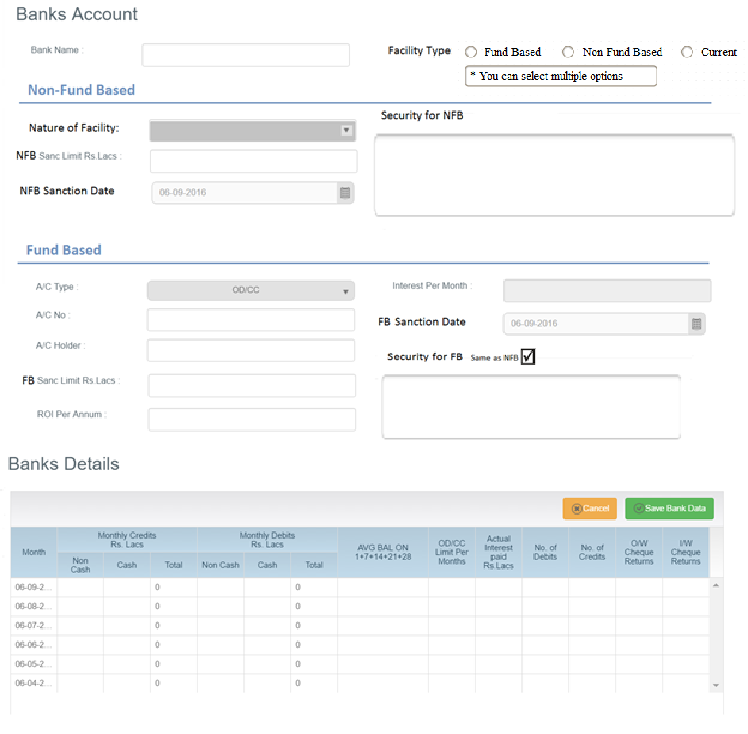 Banks Account
Bank Name :
Facility Type Fund Based Non Fund Based Current
* You can select multiple options
Non-Fund Based
Nature of Facility:
Security for NFB
NFB Sanc Limit Rs.Lacs :
NFB Sanction Date 06-09-2016
Fund Based
A/C Type : OD/CC
Interest Per Month :
A/C No :
FB Sanction Date 06-09-2016
A/C Holder :
Security for FB Same as NFB
FB Sanc Limit Rs.Lacs :
ROI Per Annum :
Banks Details
Cancel Save Bank Data
Month
Monthly Credits
Rs. Lacs
Non
Cash
Cash
Total
Monthly Debits
Rs. Lacs
Non Cash
Cash
Total
AVG BAL ON
1+7+14+21+28
OD/CC
Limit Per
Months
Actual
Interest
paid
Rs.Lacs
No. of
Debits
No. of
Credits
O/W
Cheque
Returns
I/W
Cheque
Returns
06-09-2... 0 0
06-08-2... 0 0
06-07-2... 0 0
06-06-2... 0 0
06-05-2... 0 0
06-04-2... 0 0